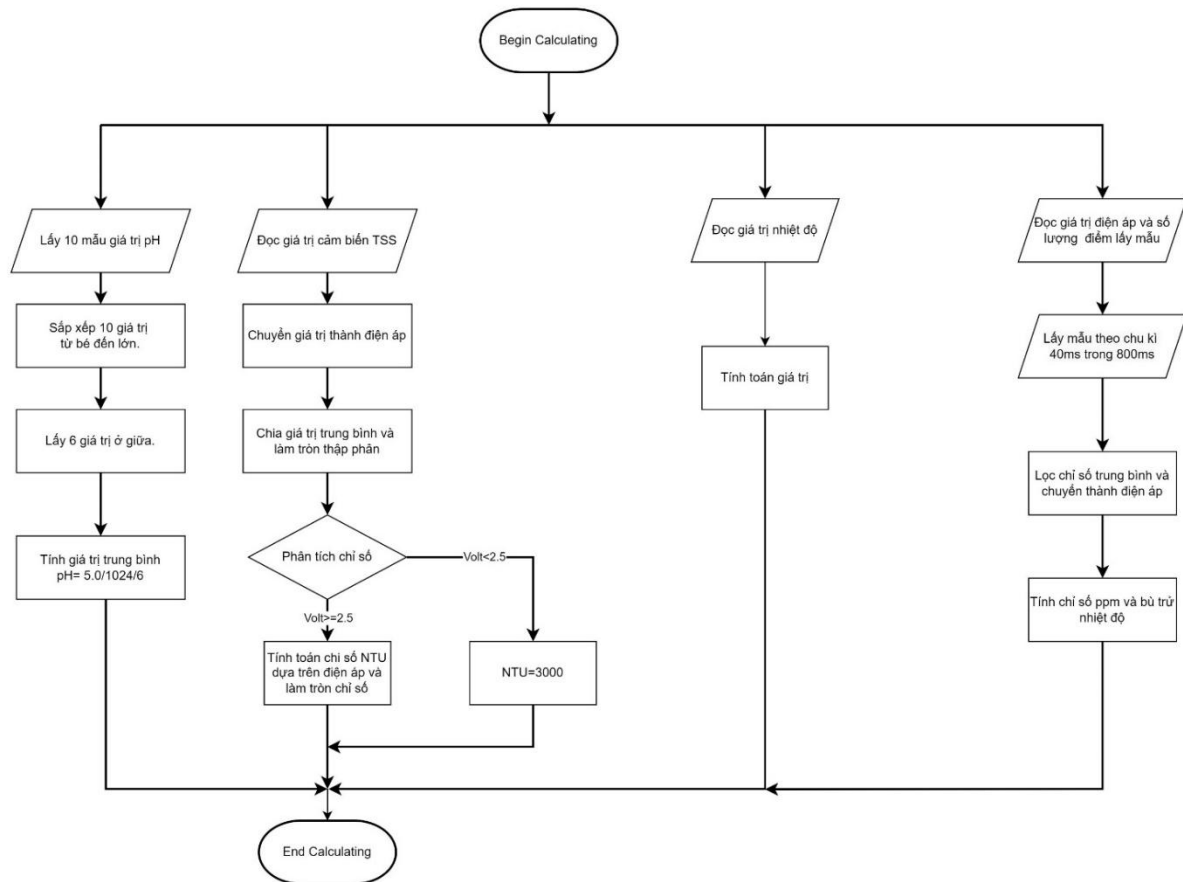 Begin Calculating
Lấy 10 mẫu giá trị pH
Sắp xếp 10 giá trị
từ bé đến lớn.
Lấy 6 giá trị ở giữa.
Tính giá trị trung bình
pH= 5.0/1024/6
Đọc giá trị cảm biến TSS
Chuyển giá trị thành điện áp
Chia giá trị trung bình và
làm tròn thập phân
Phân tích chỉ số
Volt<2.5
Volt>=2.5
Tính toán chỉ số NTU
dựa trên điện áp và
làm tròn chỉ số
NTU=3000
Đọc giá trị nhiệt độ
Tính toán giá trị
Đọc giá trị điện áp và số
lượng điểm lấy mẫu
Lấy mẫu theo chu kì
40ms trong 800ms
Lọc chỉ số trung bình và
chuyển thành điện áp
Tính chỉ số ppm và bù trừ
nhiệt độ
End Calculating